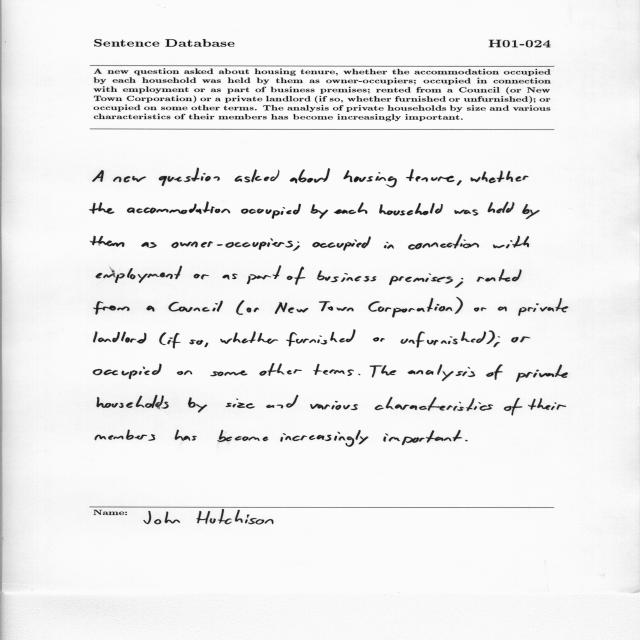 Sentence Database H01-024
A new question asked about housing tenure, whether the accommodation occupied
by each household was held by them as owner-occupiers; occupied in connection
with employment or as part of business premises; rented from a Council (or New
Town Corporation) or a private landlord (if so, whether furnished or unfurnished); or
occupied on some other terms. The analysis of private households by size and various
characteristics of their members has become increasingly important.
A new question asked about housing tenure, whether
the accommodation occupied by each household was held by
them as owner-occupiers; occupied in connection with
employment or as part of business premises; rented
from a Council (or New Town Corporation) or a private
landlord (if so, whether furnished or unfurnished); or
occupied on some other terms. The analysis of private
households by size and various characteristics of their
members has become increasingly important.
Name: John Hutchison